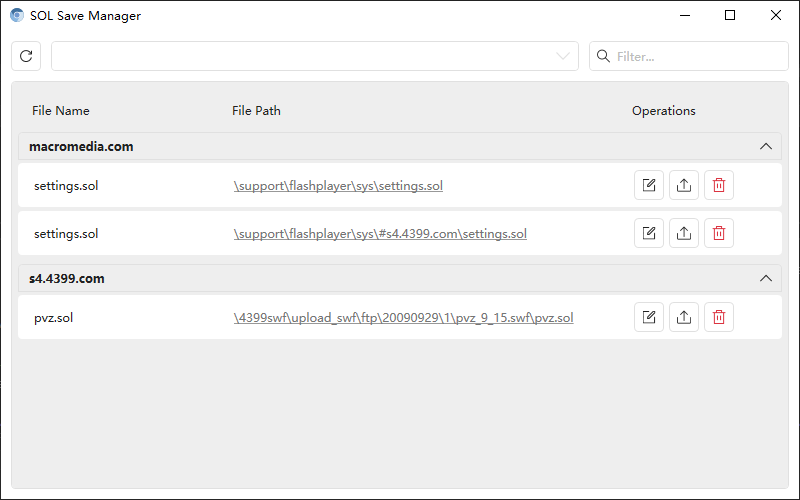 SOL Save Manager
Filter...
File Name File Path Operations
macromedia.com
settings.sol \support\flashplayer\sys\settings.sol
settings.sol \support\flashplayer\sys\#s4.4399.com\settings.sol
s4.4399.com
pvz.sol \4399swf\upload_swf\ftp\20090929\1\pvz_9_15.swf\pvz.sol